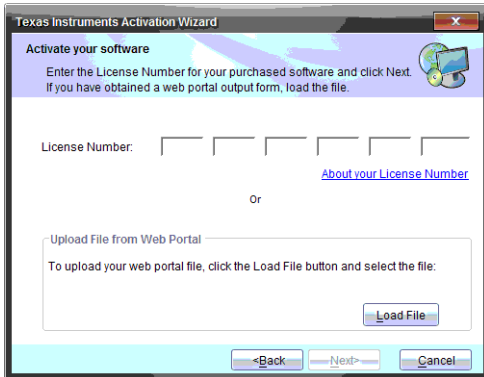 Texas Instruments Activation Wizard
x
Activate your software
Enter the License Number for your purchased software and click Next.
If you have obtained a web portal output form, load the file.
License Number:
About your License Number
Or
Upload File from Web Portal
To upload your web portal file, click the Load File button and select the file:
Load File
<Back Next> Cancel